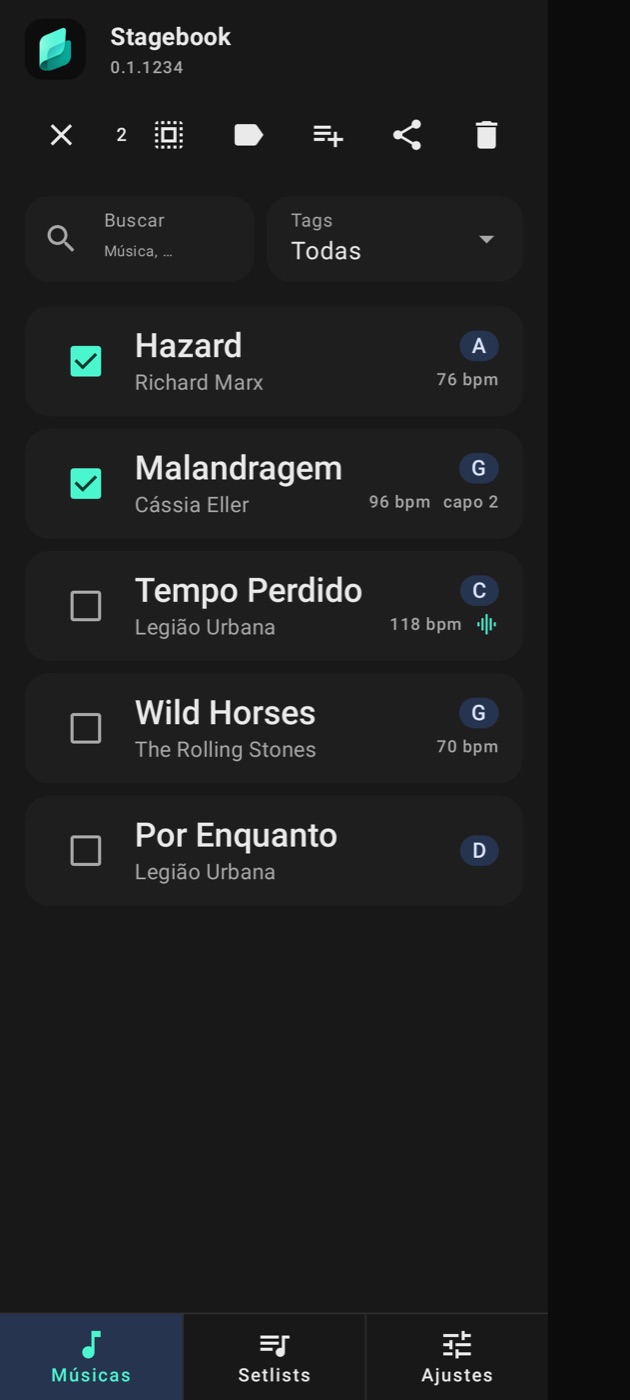 Stagebook
0.1.1234
2
Buscar
Música, ...
Tags
Todas
Hazard
A
Richard Marx
76 bpm
Malandragem
G
Cássia Eller
96 bpm capo 2
Tempo Perdido
C
Legião Urbana
118 bpm
Wild Horses
G
The Rolling Stones
70 bpm
Por Enquanto
D
Legião Urbana
Músicas
Setlists
Ajustes